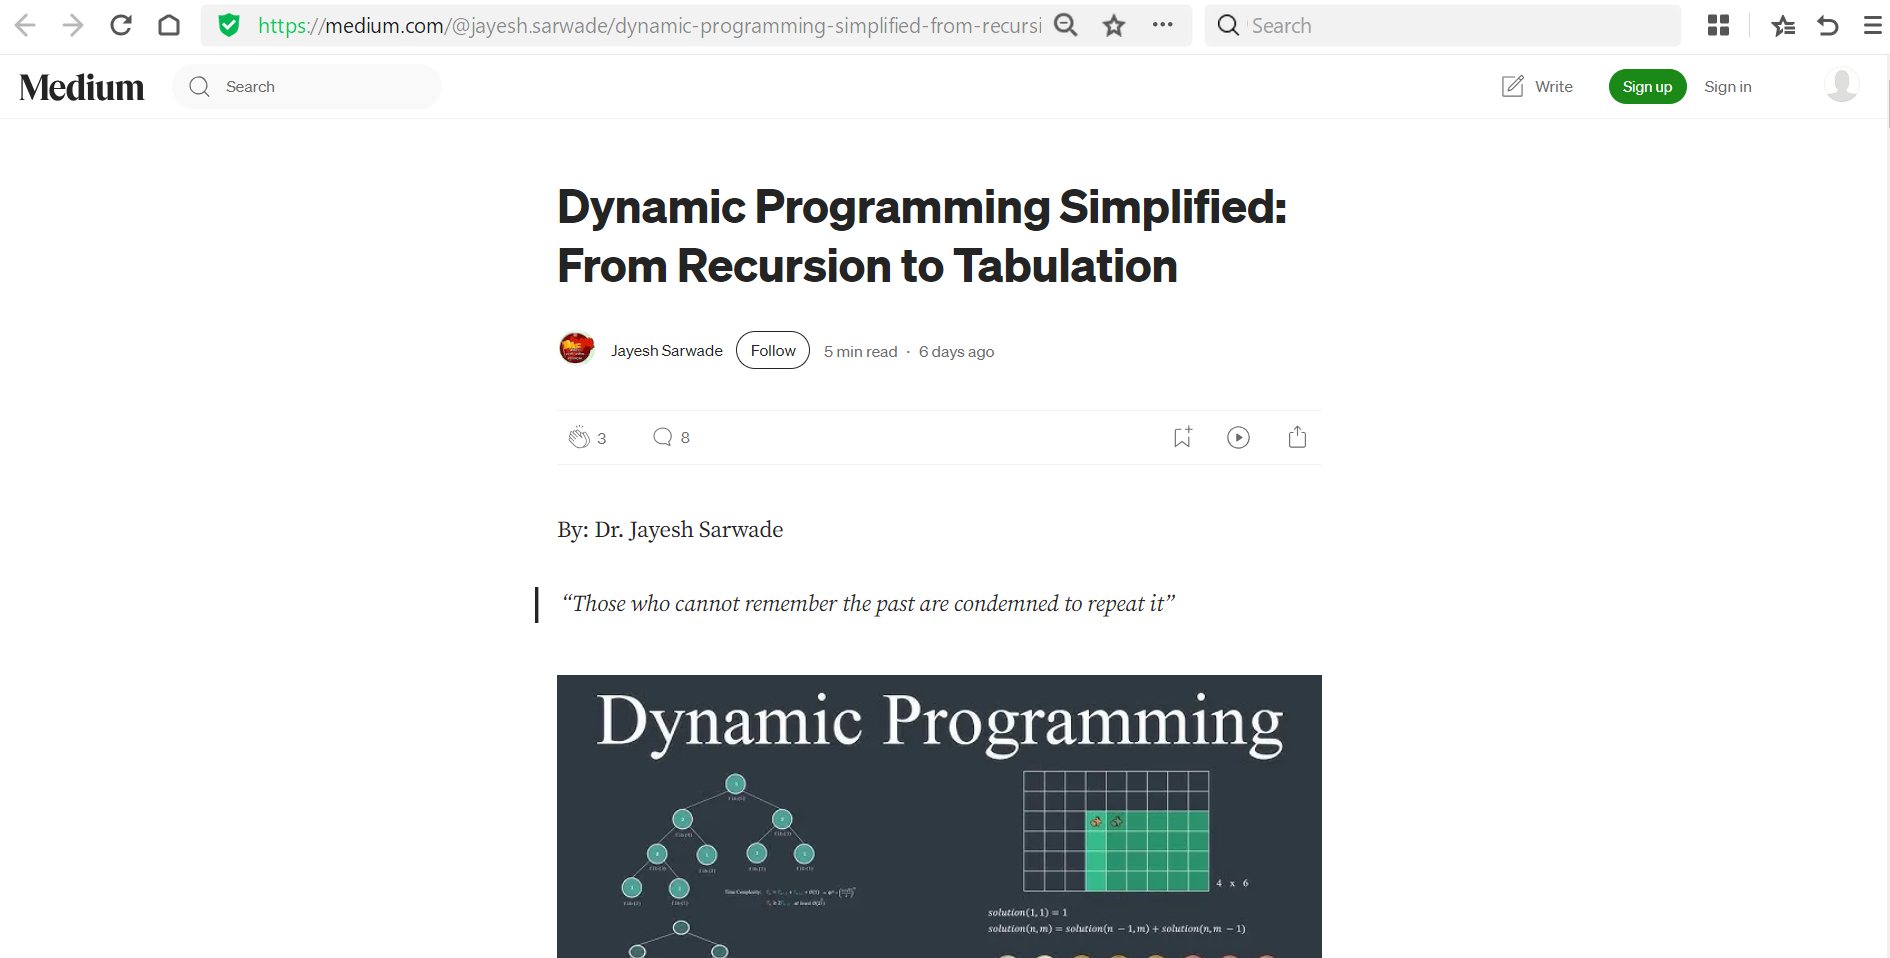 https://medium.com/@jayesh.sarwade/dynamic-programming-simplified-from-recursi
Search
Medium
Search
Write
Sign up
Sign in
Dynamic Programming Simplified:
From Recursion to Tabulation
Jayesh Sarwade
Follow
5 min read · 6 days ago
3
8
By: Dr. Jayesh Sarwade
“Those who cannot remember the past are condemned to repeat it”
Dynamic Programming
4 x 6
solution(1, 1) = 1
solution(n, m) = solution(n − 1, m) + solution(n, m − 1)
Time Complexity: